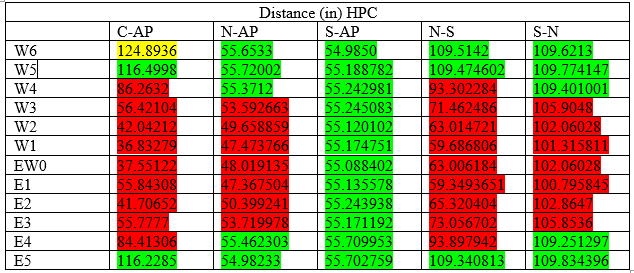 Distance (in) HPC
C-AP N-AP S-AP N-S S-N
W6 124.8936 55.6533 54.9850 109.5142 109.6213
W5 116.4998 55.72002 55.188782 109.474602 109.774147
W4 86.2632 55.3712 55.242981 93.302284 109.401001
W3 56.42104 53.592663 55.245083 71.462486 105.9048
W2 42.04212 49.658859 55.120102 63.014721 102.06028
W1 36.83279 47.473766 55.174751 59.686806 101.315811
EW0 37.55122 48.019135 55.088402 63.006184 102.06028
E1 55.84308 47.367504 55.135578 59.3493651 100.795845
E2 41.70652 50.399241 55.243938 65.320404 102.8647
E3 55.7777 53.719978 55.171192 73.056702 105.8536
E4 84.41306 55.462303 55.709953 93.897942 109.251297
E5 116.2285 54.98233 55.702759 109.340813 109.834396